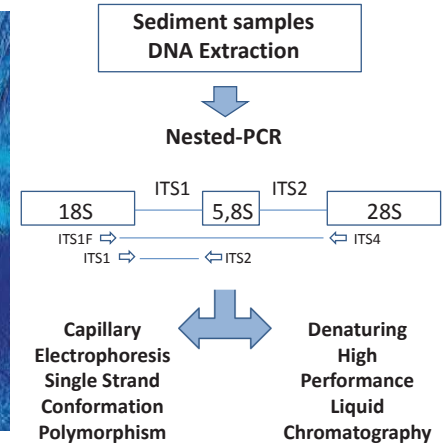 Sediment samples
DNA Extraction
Nested-PCR
ITS1 ITS2
18S 5,8S 28S
ITS1F ITS4
ITS1 ITS2
Capillary
Electrophoresis
Single Strand
Conformation
Polymorphism
Denaturing
High
Performance
Liquid
Chromatography